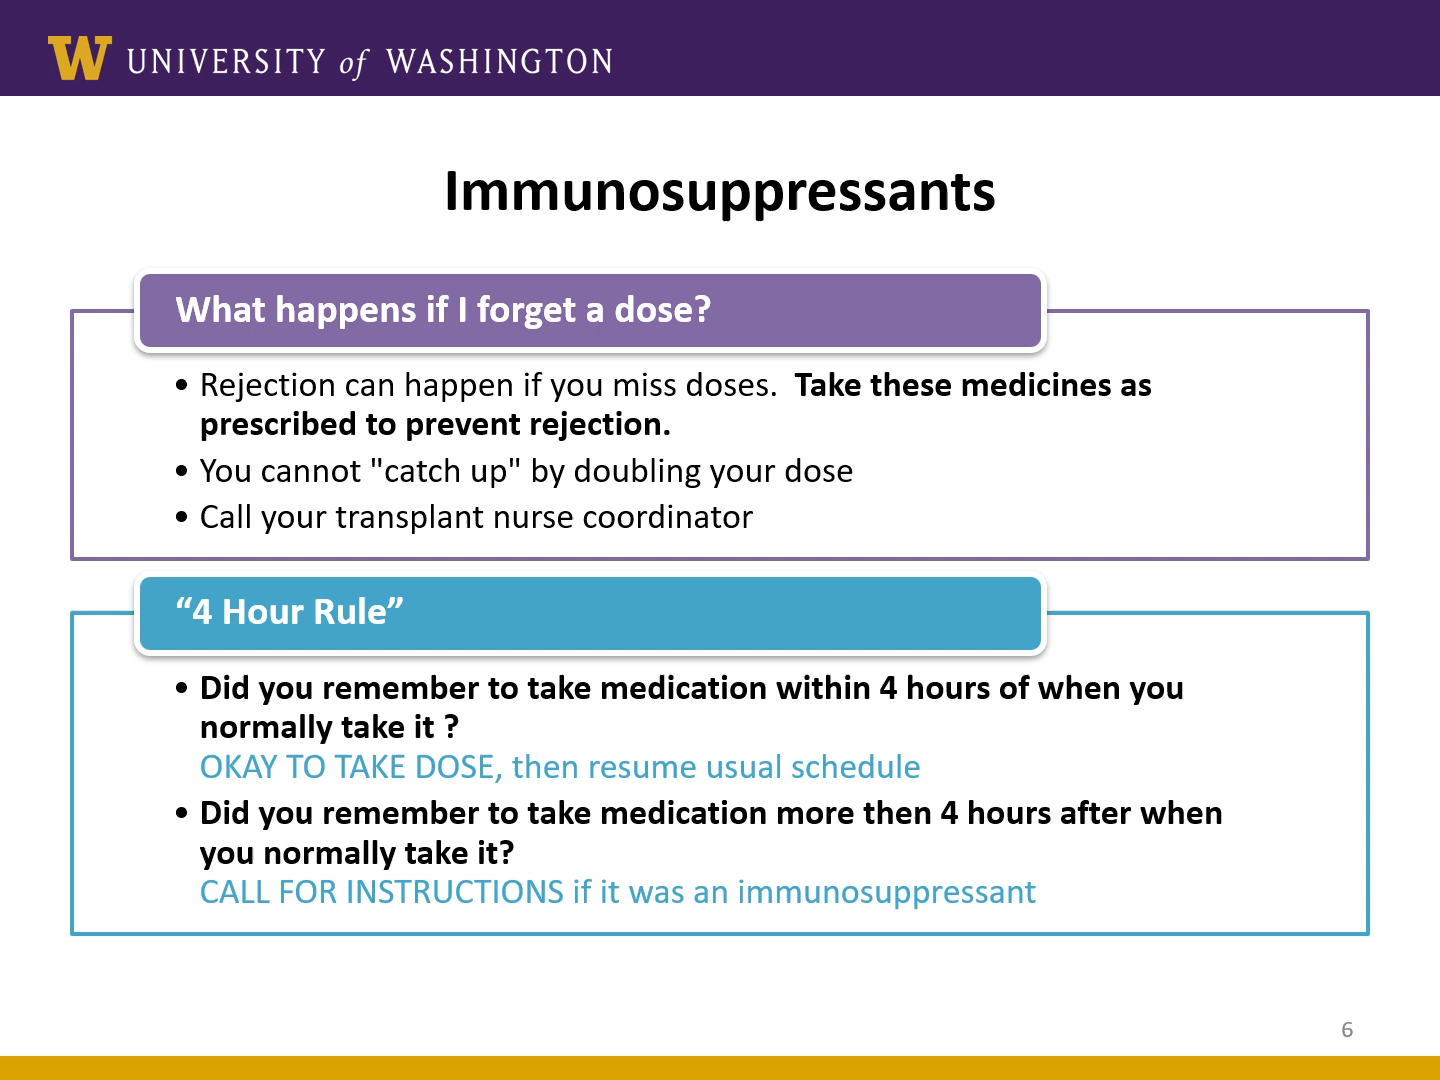 W UNIVERSITY of WASHINGTON
Immunosuppressants
What happens if I forget a dose?
• Rejection can happen if you miss doses.  Take these medicines as
prescribed to prevent rejection.
• You cannot "catch up" by doubling your dose
• Call your transplant nurse coordinator
“4 Hour Rule”
• Did you remember to take medication within 4 hours of when you
normally take it ?
OKAY TO TAKE DOSE, then resume usual schedule
• Did you remember to take medication more then 4 hours after when
you normally take it?
CALL FOR INSTRUCTIONS if it was an immunosuppressant
6